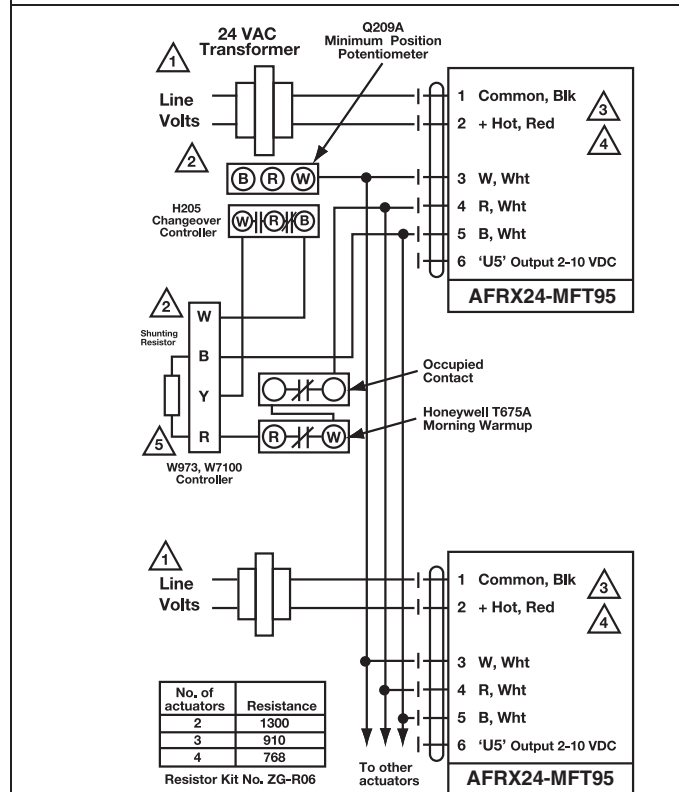 24 VAC
Transformer
Q209A
Minimum Position
Potentiometer
1
Line
Volts
1 Common, Blk
3
2 + Hot, Red
4
2
B R W
3 W, Wht
4 R, Wht
H205
Changeover
Controller
W R B
5 B, Wht
6 'U5' Output 2-10 VDC
AFRX24-MFT95
2
Shunting
Resistor
W
B
Y
R
Occupied
Contact
Honeywell T675A
Morning Warmup
R W
5
W973, W7100
Controller
1
Line
Volts
1 Common, Blk
3
2 + Hot, Red
4
3 W, Wht
4 R, Wht
5 B, Wht
6 'U5' Output 2-10 VDC
AFRX24-MFT95
No. of
actuators Resistance
2 1300
3 910
4 768
Resistor Kit No. ZG-R06
To other
actuators